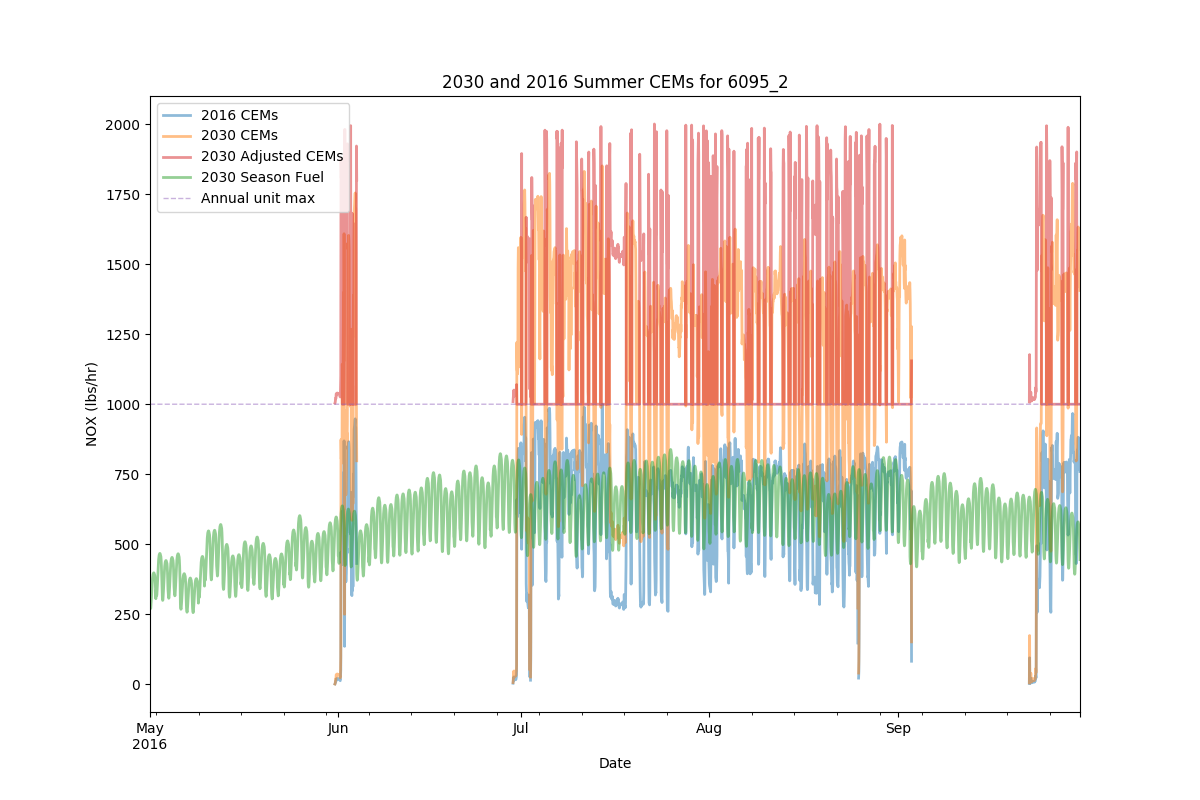 2030 and 2016 Summer CEMs for 6095_2
2016 CEMs
2030 CEMs
2030 Adjusted CEMs
2030 Season Fuel
Annual unit max
NOX (lbs/hr)
2000
1750
1500
1250
1000
750
500
250
0
May
2016
Jun
Jul
Aug
Sep
Date